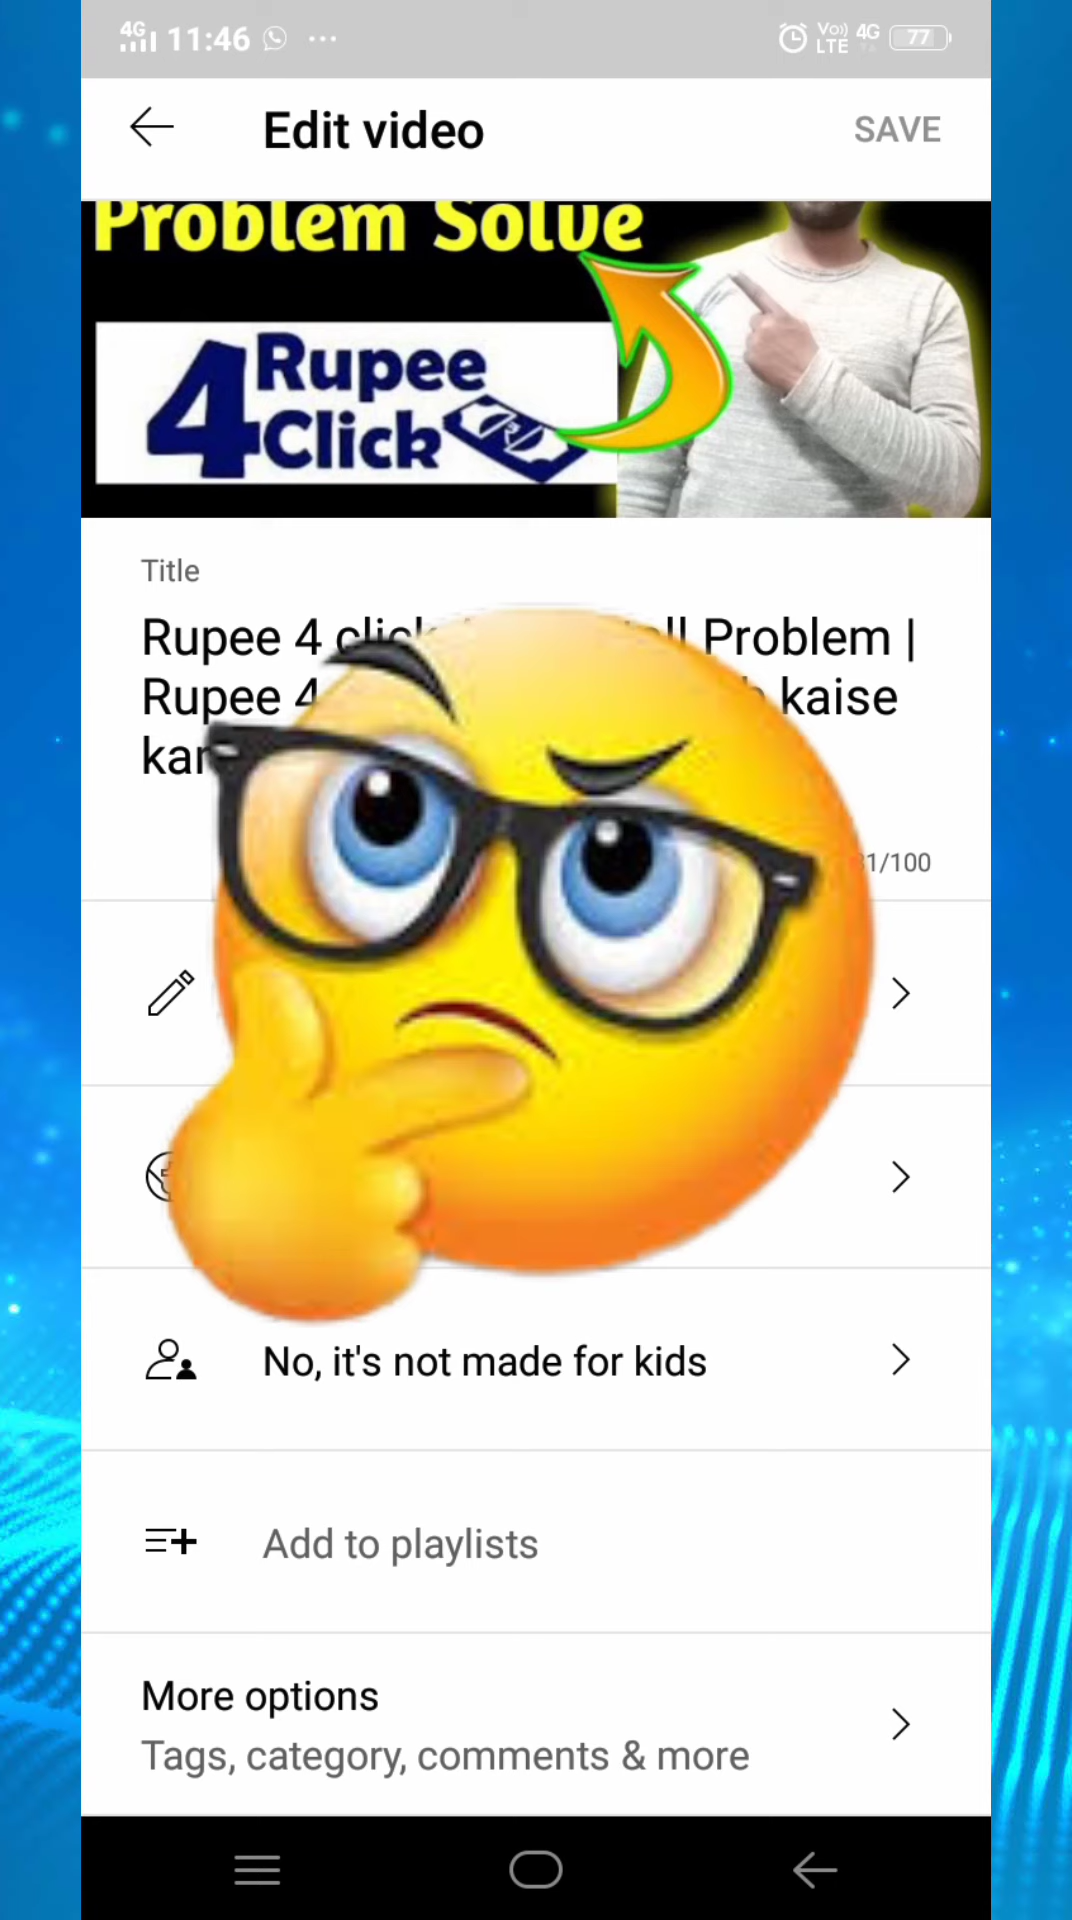 4G 11:46 ...
Vo)) LTE 4G 77
Edit video SAVE
Problem Solve
4 Rupee
Click
Title
Rupee 4 Problem |
Rupee 4 kaise
1/100
No, it's not made for kids
Add to playlists
More options
Tags, category, comments & more